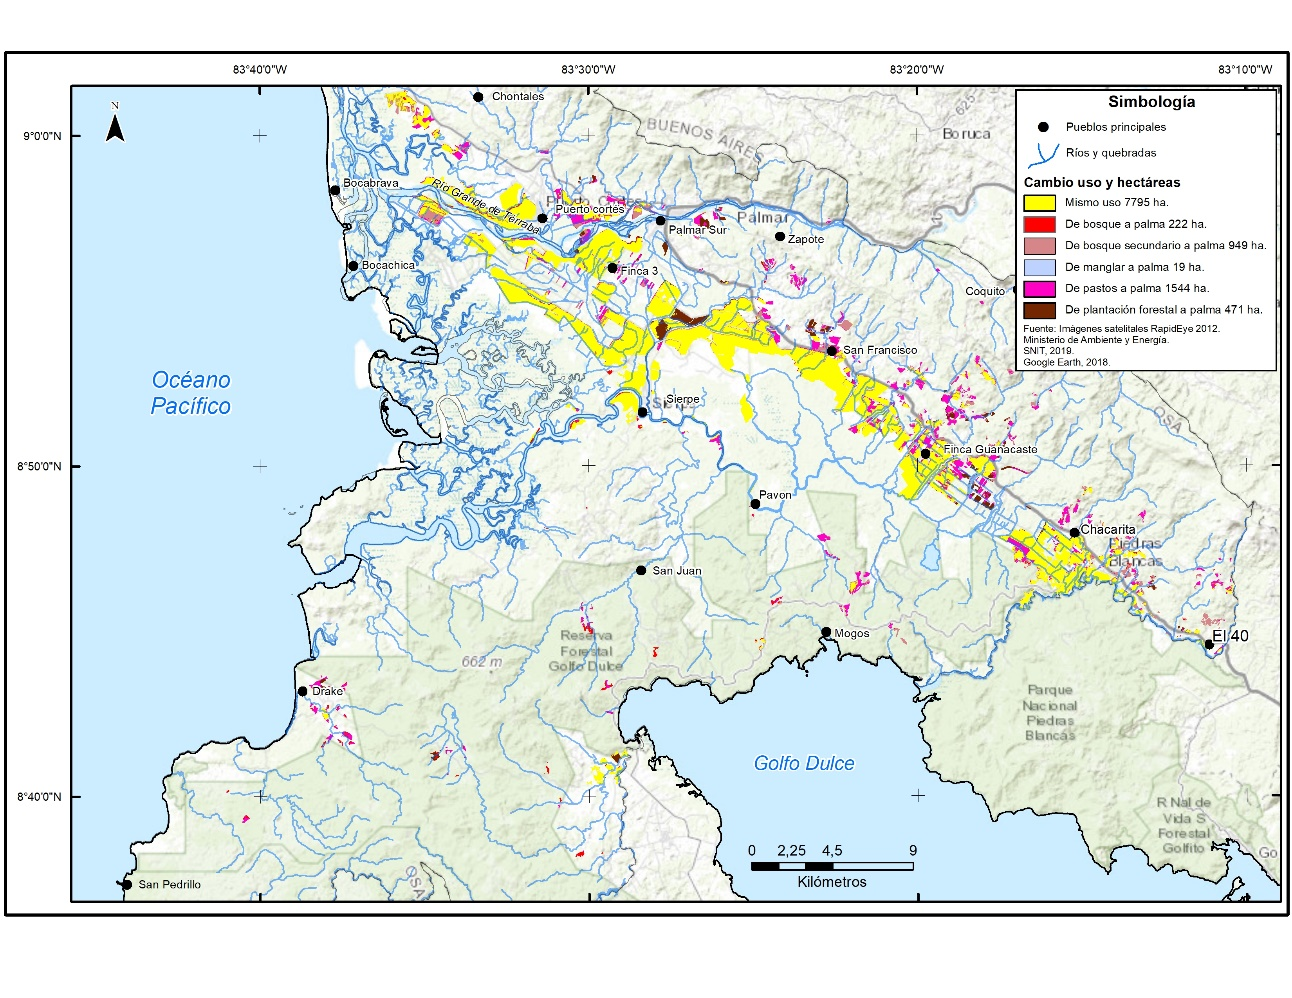 83°40'0"W
83°30'0"W
83°20'0"W
83°10'0"W
N
9°0'0"N
8°50'0"N
8°40'0"N
Simbología
Pueblos principales
Ríos y quebradas
Cambio uso y hectáreas
Mismo uso 7795 ha.
De bosque a palma 222 ha.
De bosque secundario a palma 949 ha.
De manglar a palma 19 ha.
De pastos a palma 1544 ha.
De plantación forestal a palma 471 ha.
Fuente: Imágenes satelitales RapidEye 2012.
Ministerio de Ambiente y Energía.
SNIT, 2019.
Google Earth, 2018.
Chontales
BUENOS AIRES
625
Boruca
Bocabrava
Río Grande de Térraba
Puerto cortés
Palmar
Palmar Sur
Zapote
Bocachica
Finca 3
Coquito
San Francisco
Océano
Pacífico
Sierpe
OSA
Finca Guanacaste
Pavon
Chacarita
Piedras
Blancas
San Juan
Mogos
El 40
Reserva
Forestal
Golfo Dulce
662 m
Drake
Parque
Nacional
Piedras
Blancas
Golfo Dulce
R Nal de
Vida S
Forestal
Golfito
Go
0 2,25 4,5 9
Kilómetros
San Pedrillo
OSA